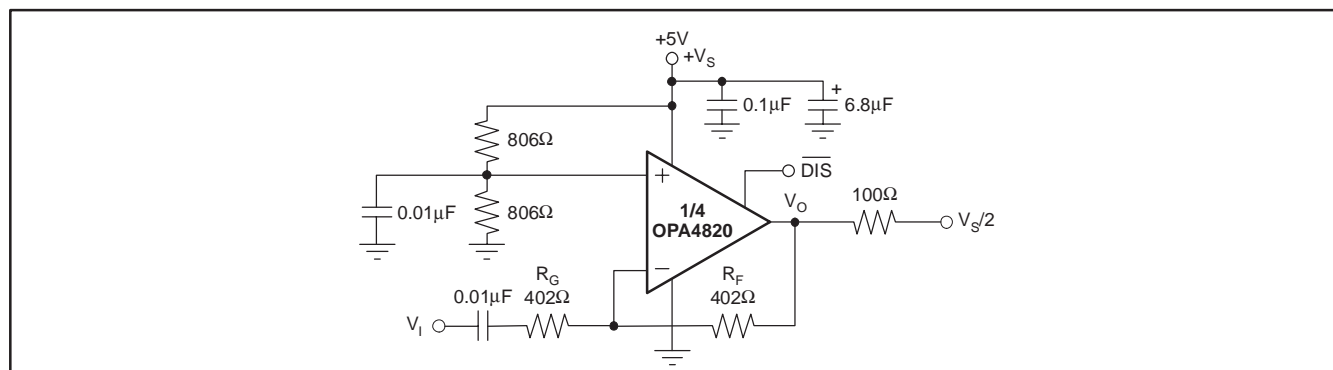 +5V
+V_S
0.1μF
+
6.8μF
806Ω
+
DIS
0.01μF
806Ω
1/4
OPA4820
V_O
100Ω
V_S/2
−
R_G
R_F
0.01μF
402Ω
402Ω
V_I